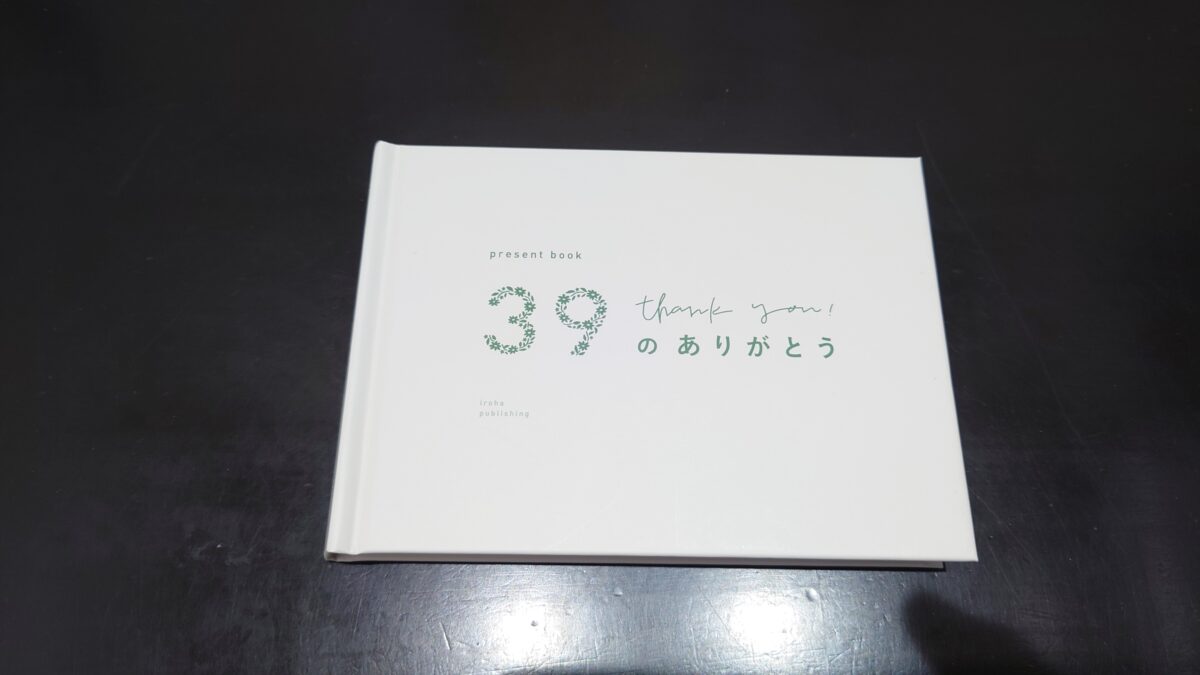 present book
39
thank you!
のありがとう
iroha
publishing